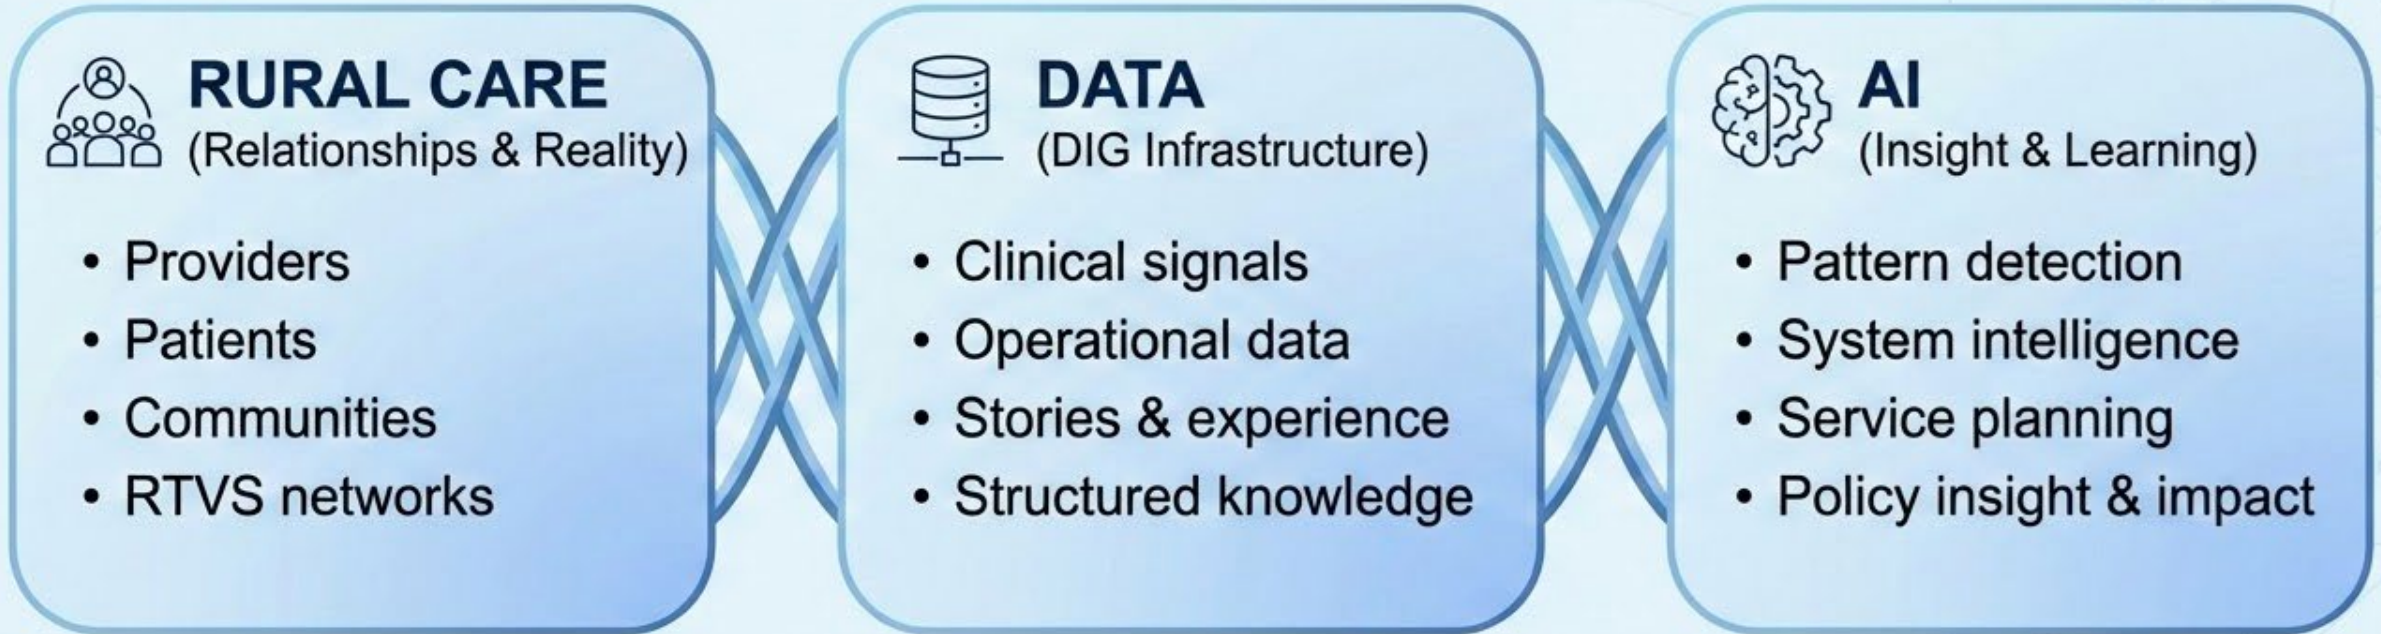 RURAL CARE
(Relationships & Reality)
• Providers
• Patients
• Communities
• RTVS networks
DATA
(DIG Infrastructure)
• Clinical signals
• Operational data
• Stories & experience
• Structured knowledge
AI
(Insight & Learning)
• Pattern detection
• System intelligence
• Service planning
• Policy insight & impact